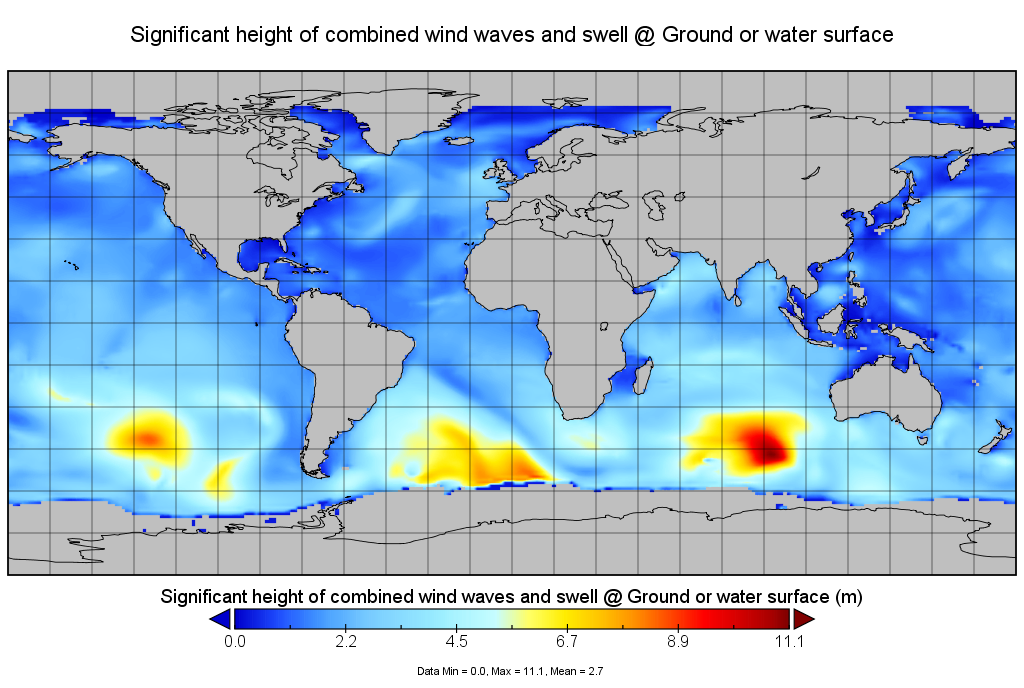 Significant height of combined wind waves and swell @ Ground or water surface
Significant height of combined wind waves and swell @ Ground or water surface (m)
0.0 2.2 4.5 6.7 8.9 11.1
Data Min = 0.0, Max = 11.1, Mean = 2.7